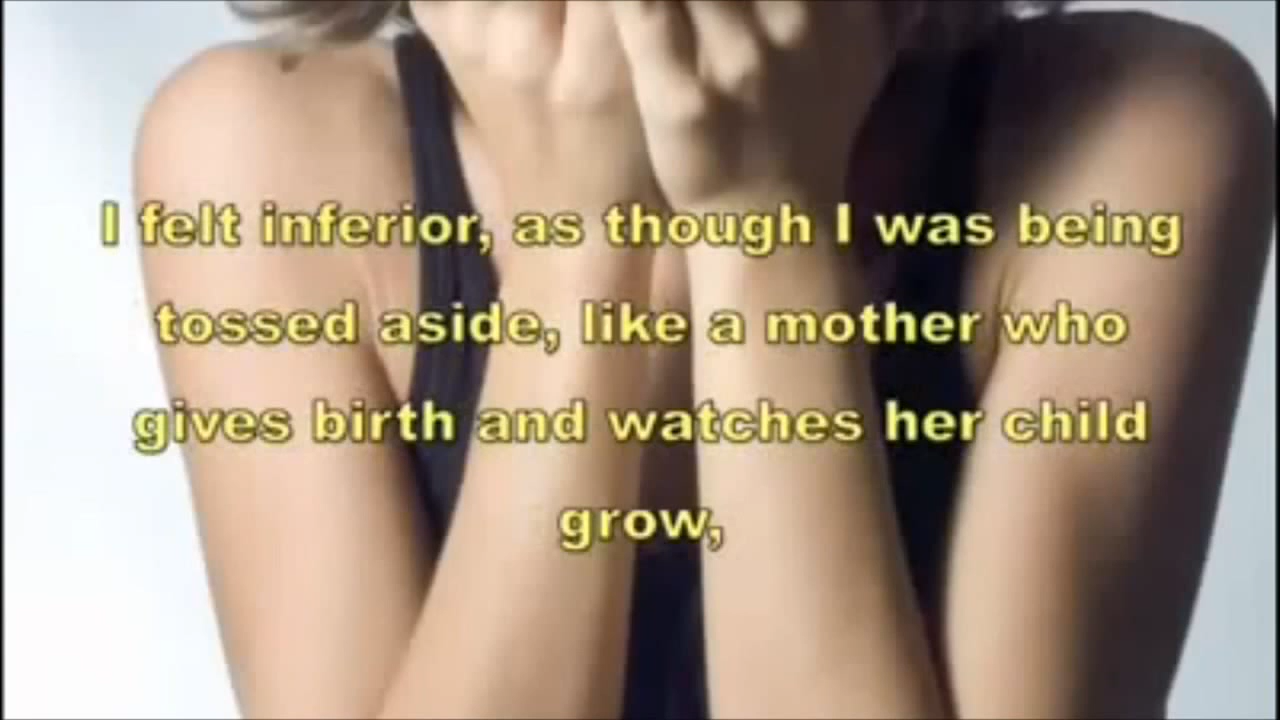 I felt inferior, as though I was being
tossed aside, like a mother who
gives birth and watches her child
grow,